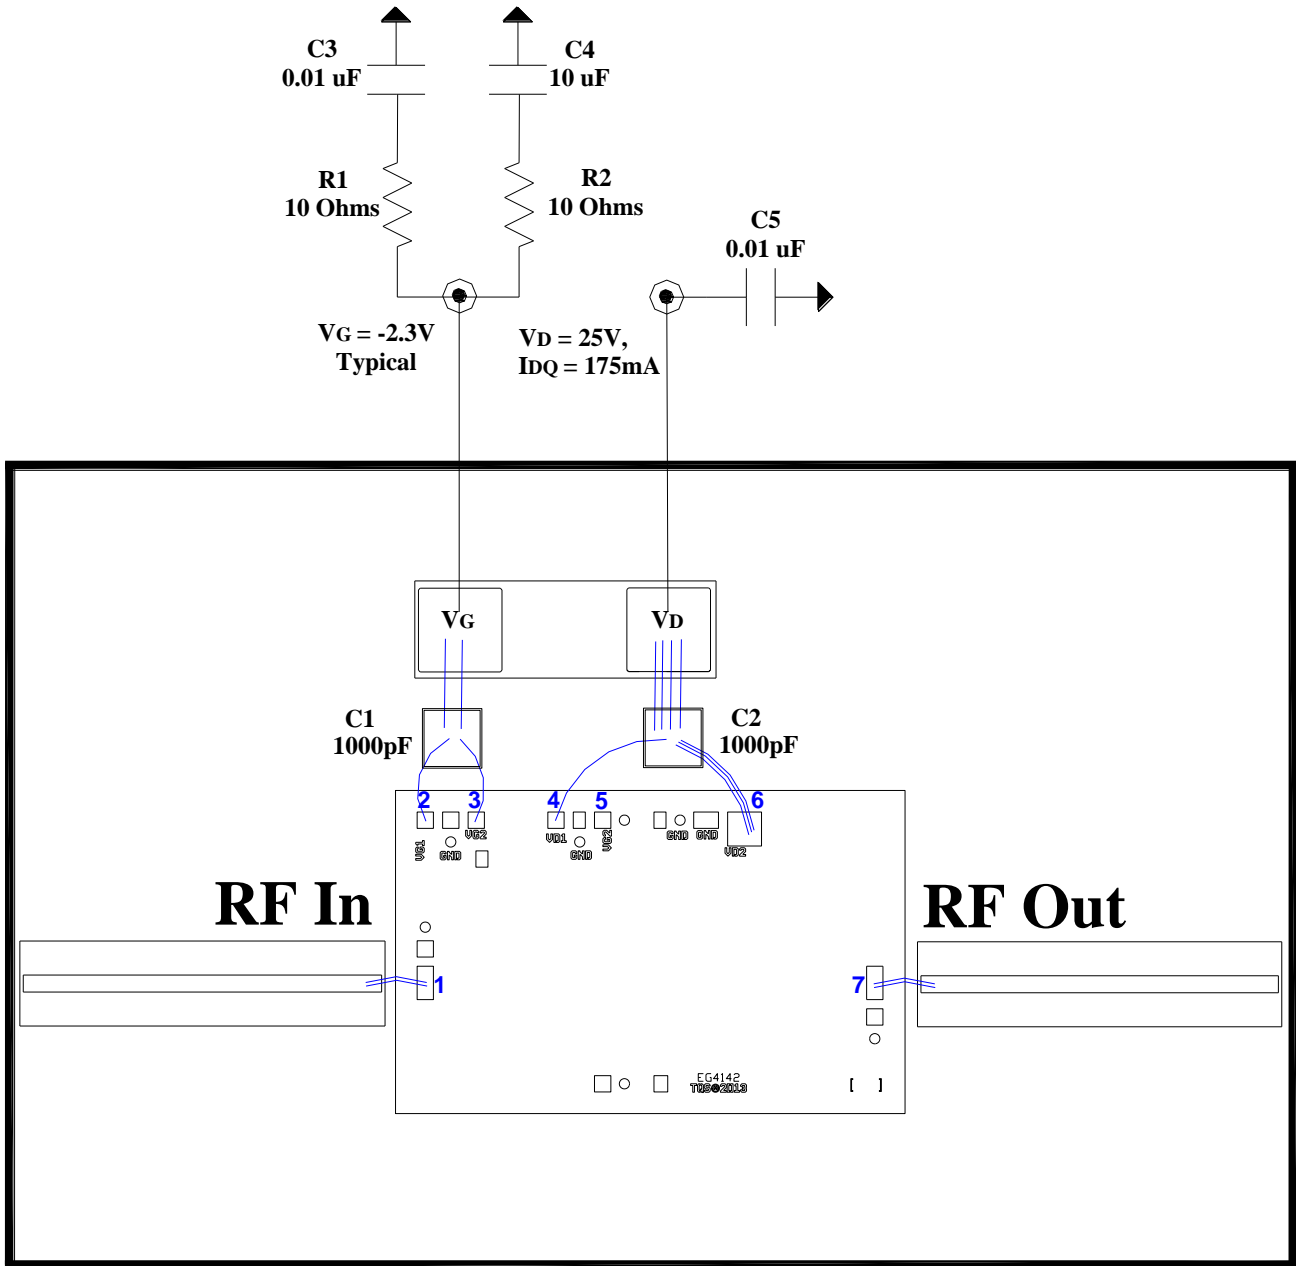 C3
0.01 uF
C4
10 uF
R1
10 Ohms
R2
10 Ohms
C5
0.01 uF
VG = -2.3V
Typical
VD = 25V,
IDQ = 175mA
VG
VD
C1
1000pF
C2
1000pF
2
3
4
5
6
VG1
GND
VG2
VD1
GND
VG2
GND
GND
VD2
RF In
RF Out
1
7
EG4142
TQS©2013
[ ]